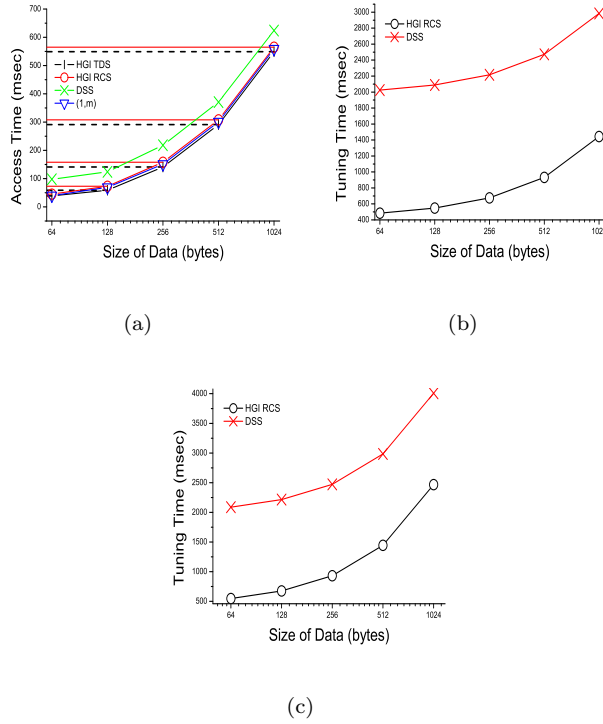 700
600
500
400
300
200
100
0
Access Time (msec)
HGI TDS
HGI RCS
DSS
(1,m)
64
128
256
512
1024
Size of Data (bytes)
(a)
3000
2800
2600
2400
2200
2000
1800
1600
1400
1200
1000
800
600
400
Tuning Time (msec)
HGI RCS
DSS
64
128
256
512
102
Size of Data (bytes)
(b)
4000
3500
3000
2500
2000
1500
1000
500
Tuning Time (msec)
HGI RCS
DSS
64
128
256
512
1024
Size of Data (bytes)
(c)